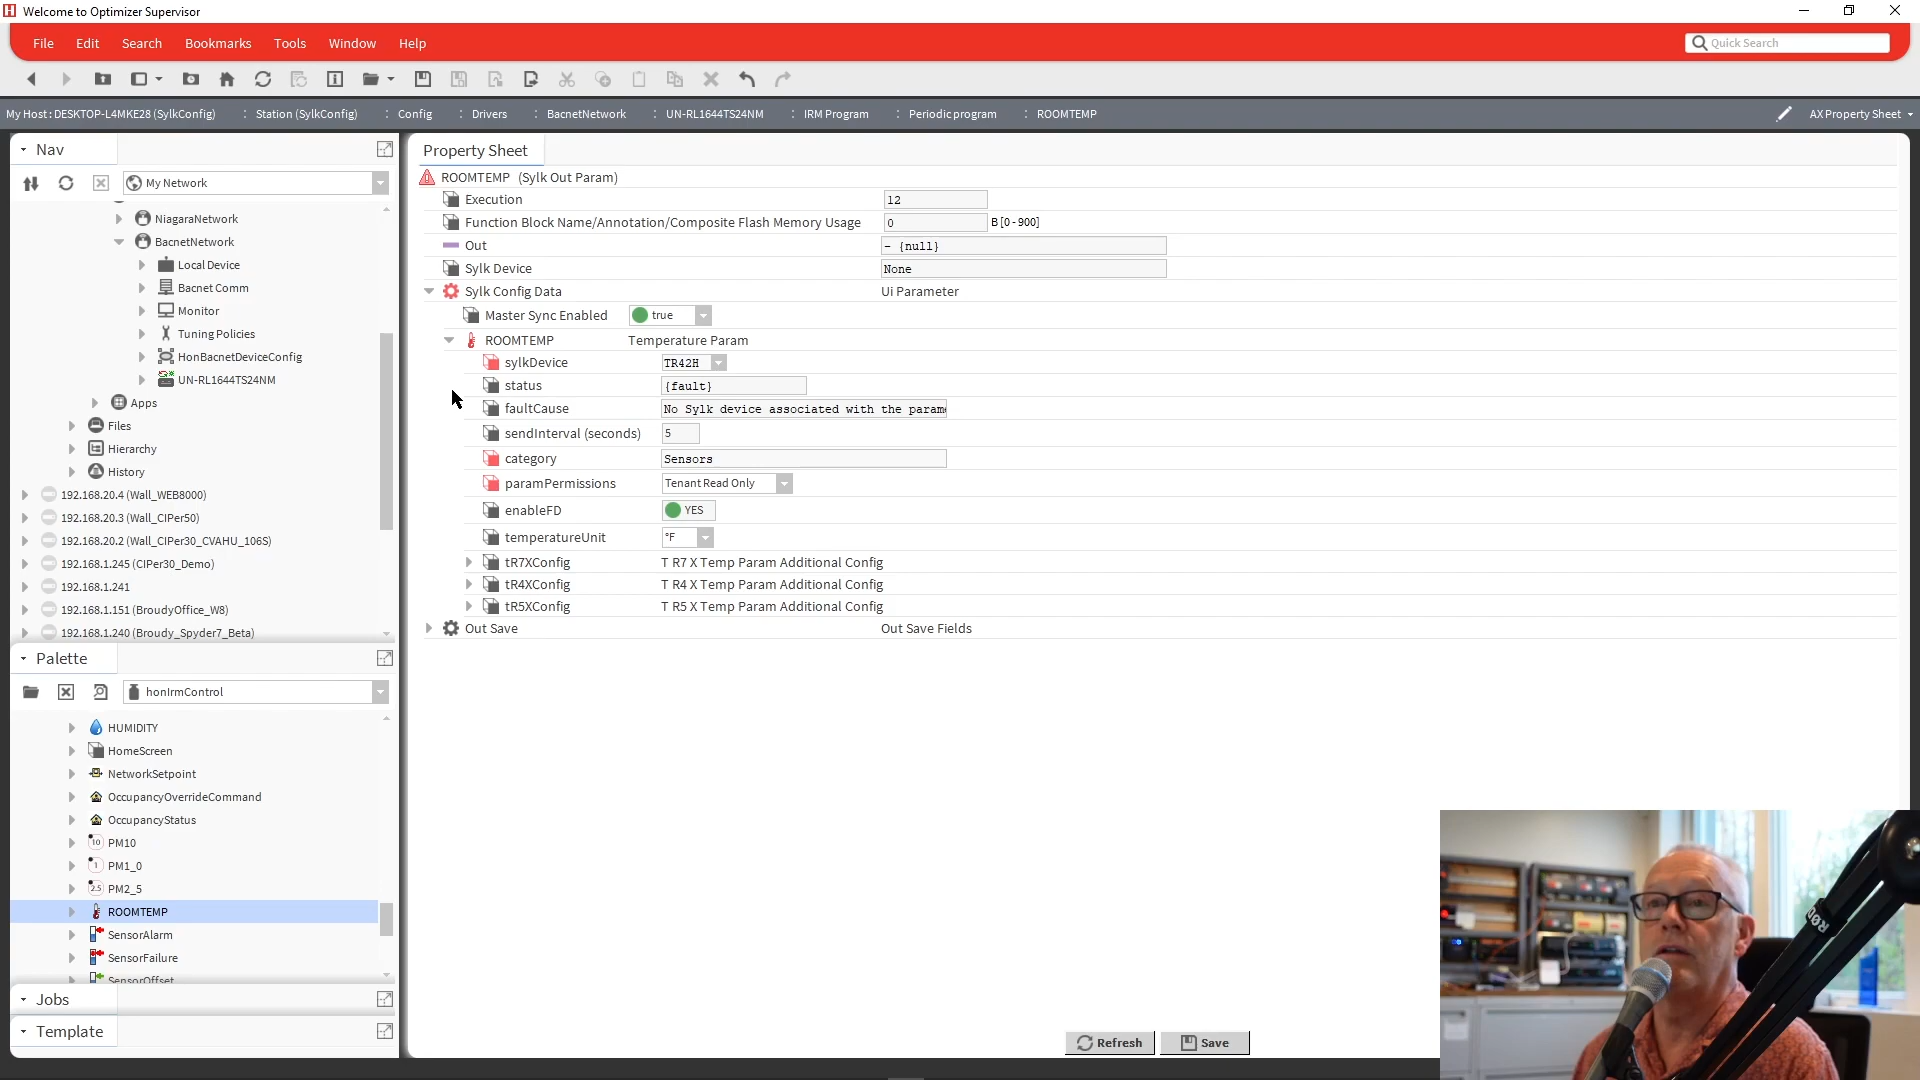 Welcome to Optimizer Supervisor
File Edit Search Bookmarks Tools Window Help
Quick Search
My Host : DESKTOP-L4MKE28 (SylkConfig) : Station (SylkConfig) : Config : Drivers : BacnetNetwork : UN-RL1644TS24NM : IRM Program : Periodic program : ROOMTEMP
AX Property Sheet
Nav
My Network
NiagaraNetwork
BacnetNetwork
Local Device
Bacnet Comm
Monitor
Tuning Policies
HonBacnetDeviceConfig
UN-RL1644TS24NM
Apps
Files
Hierarchy
History
192.168.20.4 (Wall_WEB8000)
192.168.20.3 (Wall_CIPer50)
192.168.20.2 (Wall_CIPer30_CVAHU_106S)
192.168.1.245 (CIPer30_Demo)
192.168.1.241
192.168.1.151 (BroudyOffice_W8)
192.168.1.240 (Broudy_Spyder7_Beta)
Palette
honIrmControl
HUMIDITY
HomeScreen
NetworkSetpoint
OccupancyOverrideCommand
OccupancyStatus
10 PM10
1 PM1_0
2.5 PM2_5
ROOMTEMP
SensorAlarm
SensorFailure
SensorOffset
Jobs
Template
Property Sheet
ROOMTEMP (Sylk Out Param)
Execution 12
Function Block Name/Annotation/Composite Flash Memory Usage 0 B [0 - 900]
Out - {null}
Sylk Device None
Sylk Config Data Ui Parameter
Master Sync Enabled true
ROOMTEMP Temperature Param
sylkDevice TR42H
status {fault}
faultCause No Sylk device associated with the param
sendInterval (seconds) 5
category Sensors
paramPermissions Tenant Read Only
enableFD YES
temperatureUnit °F
tR7XConfig T R7 X Temp Param Additional Config
tR4XConfig T R4 X Temp Param Additional Config
tR5XConfig T R5 X Temp Param Additional Config
Out Save Out Save Fields
Refresh Save